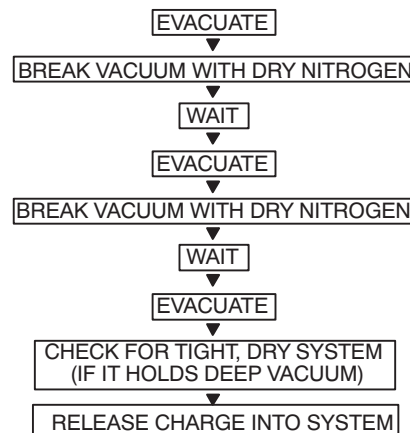 EVACUATE
BREAK VACUUM WITH DRY NITROGEN
WAIT
EVACUATE
BREAK VACUUM WITH DRY NITROGEN
WAIT
EVACUATE
CHECK FOR TIGHT, DRY SYSTEM
(IF IT HOLDS DEEP VACUUM)
RELEASE CHARGE INTO SYSTEM